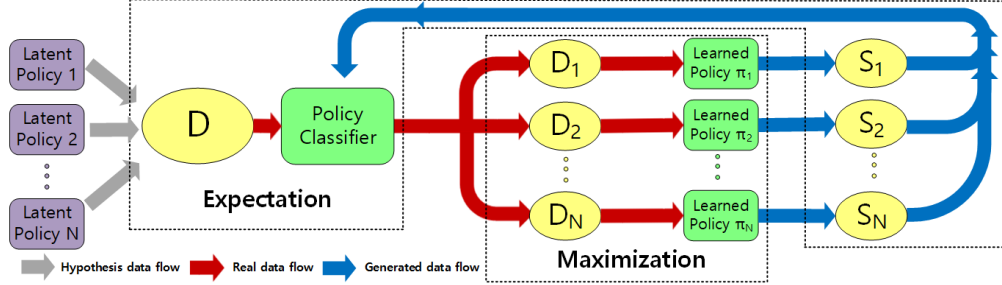 Latent
Policy 1
Latent
Policy 2
Latent
Policy N
D
Policy
Classifier
Expectation
D1
D2
DN
Learned
Policy π1
Learned
Policy π2
Learned
Policy πN
Maximization
S1
S2
SN
Hypothesis data flow
Real data flow
Generated data flow